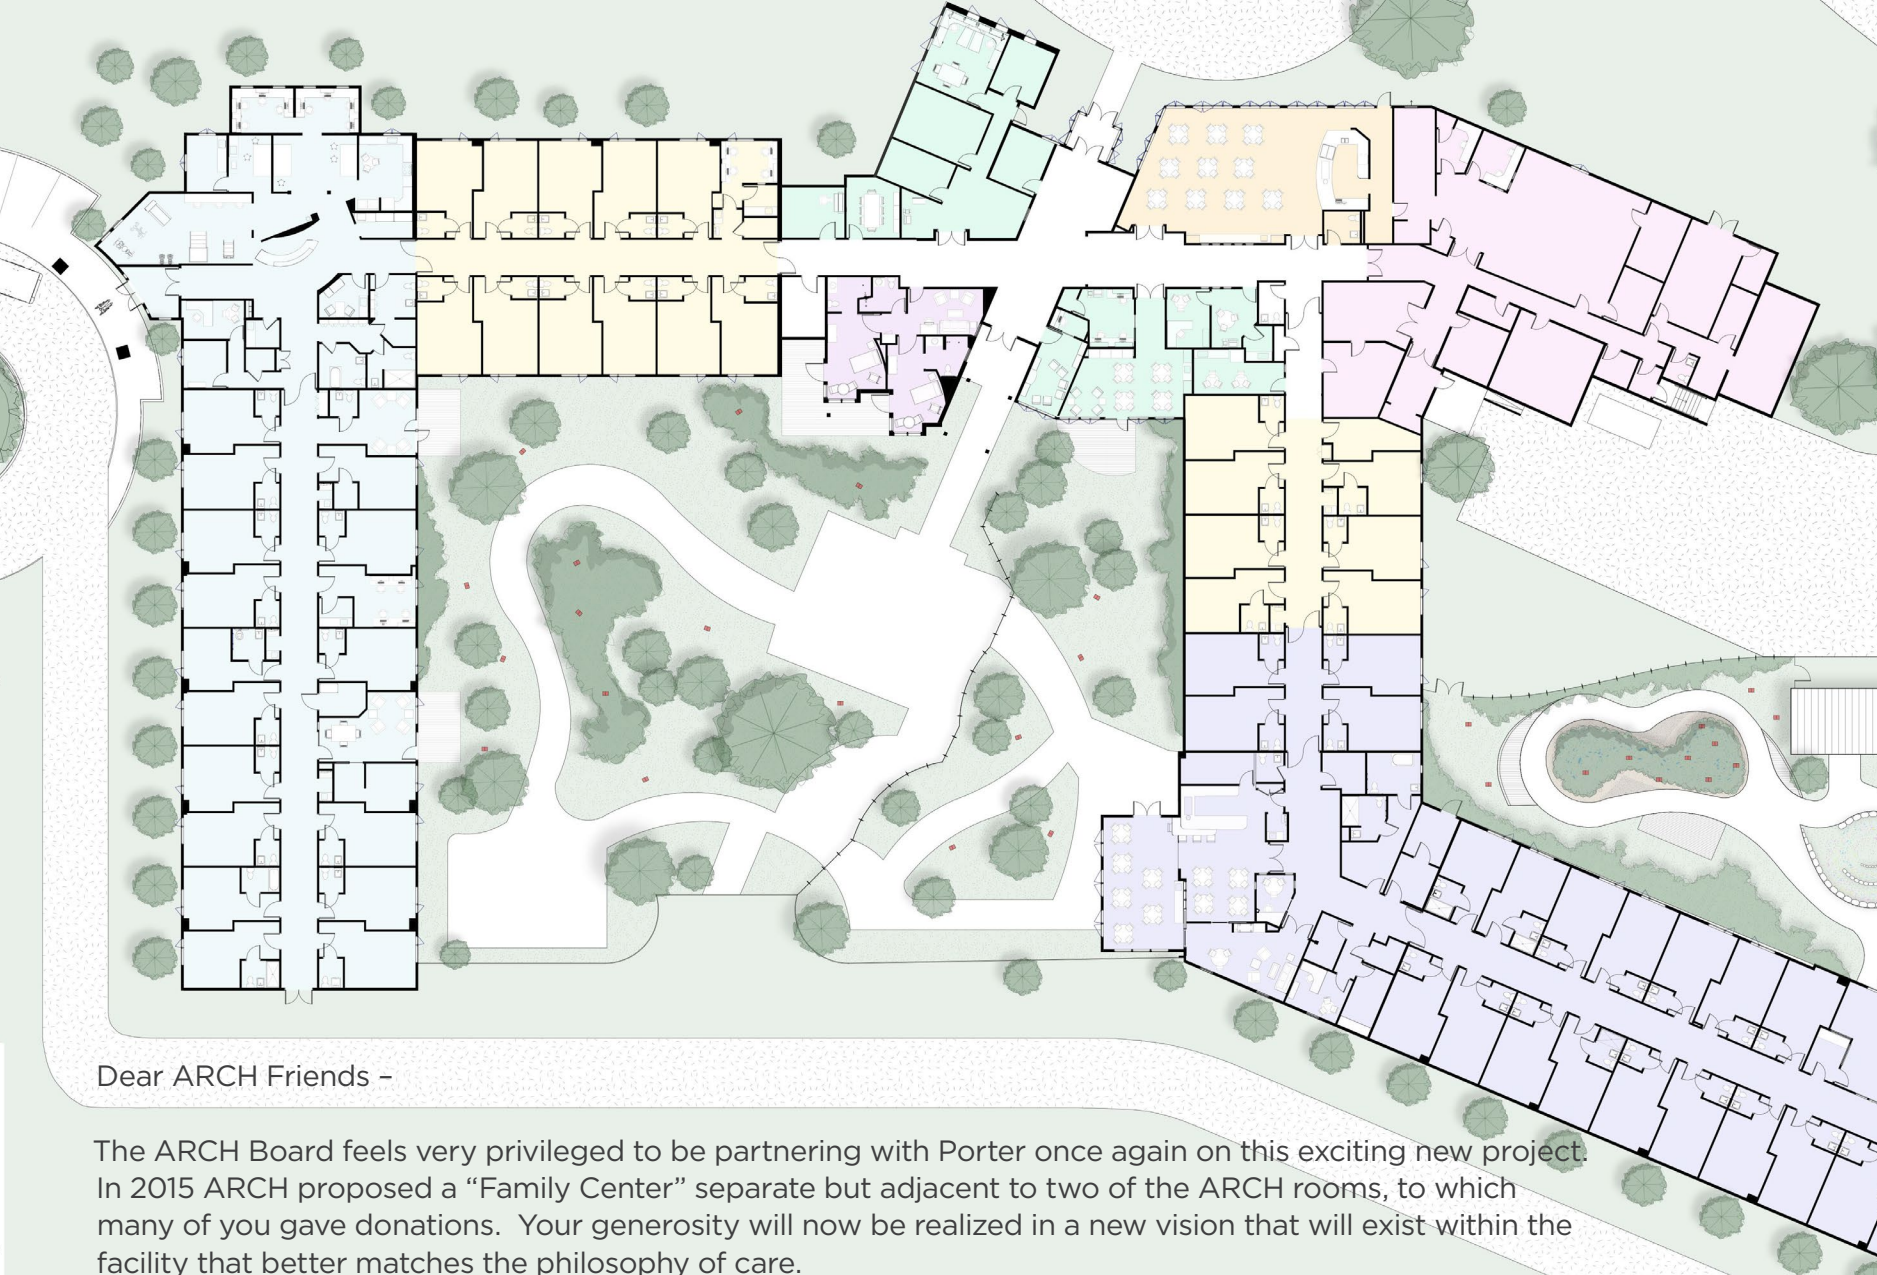 Dear ARCH Friends –
The ARCH Board feels very privileged to be partnering with Porter once again on this exciting new project.
In 2015 ARCH proposed a “Family Center” separate but adjacent to two of the ARCH rooms, to which
many of you gave donations.  Your generosity will now be realized in a new vision that will exist within the
facility that better matches the philosophy of care.